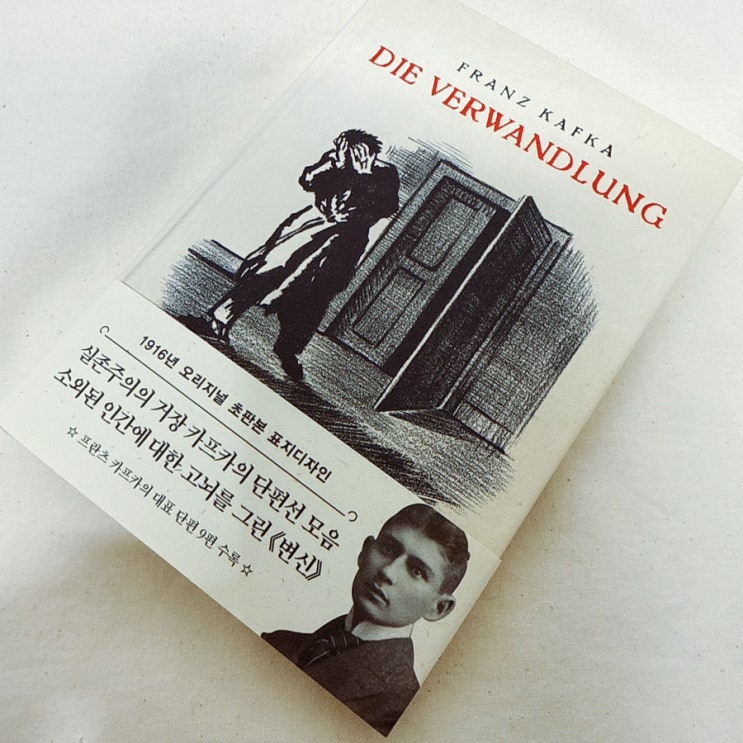 FRANZ KAFKA
DIE VERWANDLUNG
1916년 오리지널 초판본 표지디자인
실존주의의 거장 카프카의 단편선 모음
소외된 인간에 대한 고뇌를 그린 《변신》
☆ 프란츠 카프카의 대표 단편 9편 수록 ☆